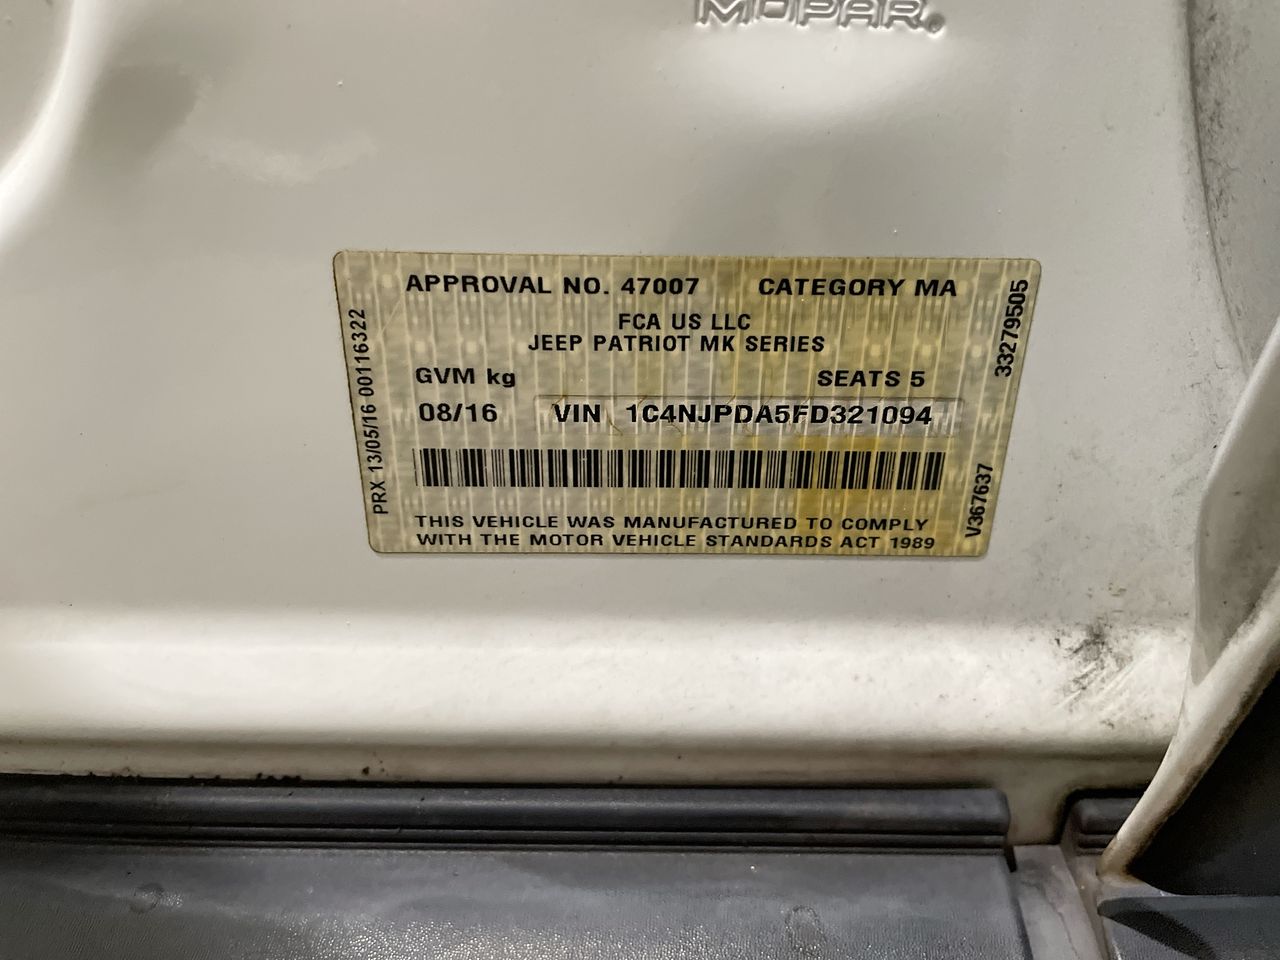 MOPAR®
APPROVAL NO. 47007 CATEGORY MA
FCA US LLC
JEEP PATRIOT MK SERIES
GVM kg SEATS 5
08/16 VIN 1C4NJPDA5FD321094
THIS VEHICLE WAS MANUFACTURED TO COMPLY
WITH THE MOTOR VEHICLE STANDARDS ACT 1989
PRX 13/05/16 00116322
33279505
V367637